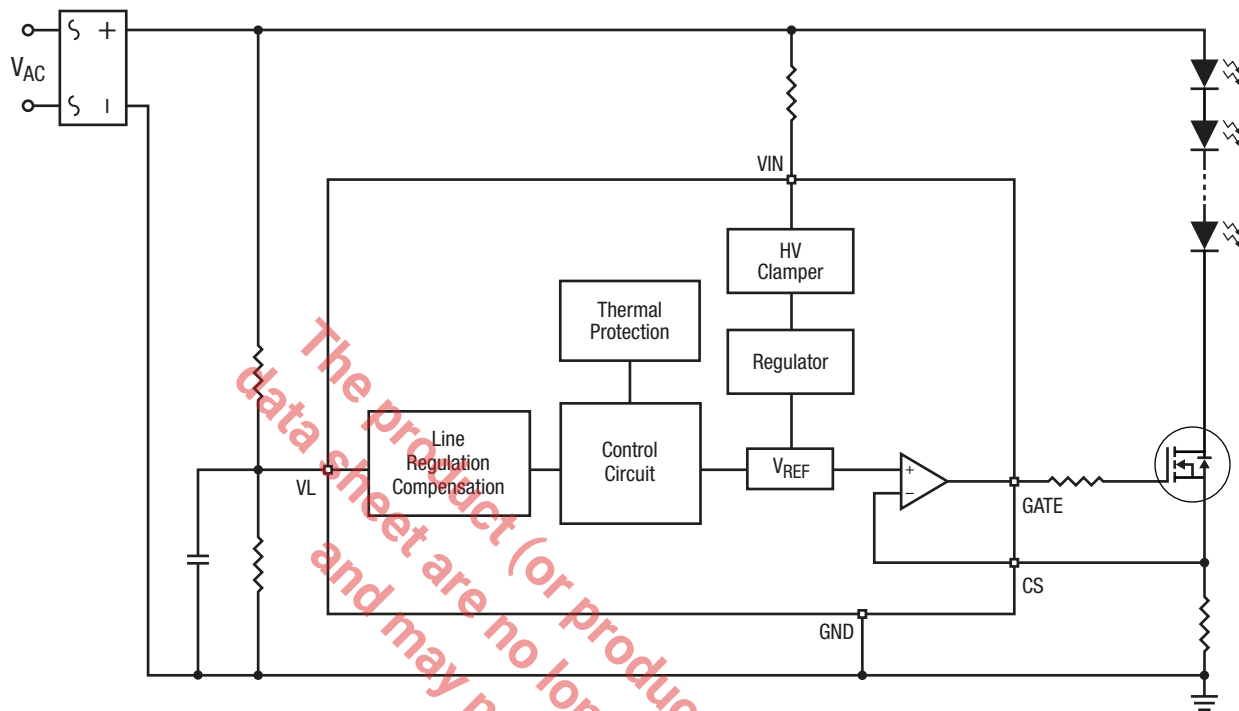 VAC
+
−
VIN
HV
Clamper
Thermal
Protection
Regulator
Line
Regulation
Compensation
Control
Circuit
VREF
+
−
VL
GATE
CS
GND
The product (or produc
data sheet are no lon
and may n